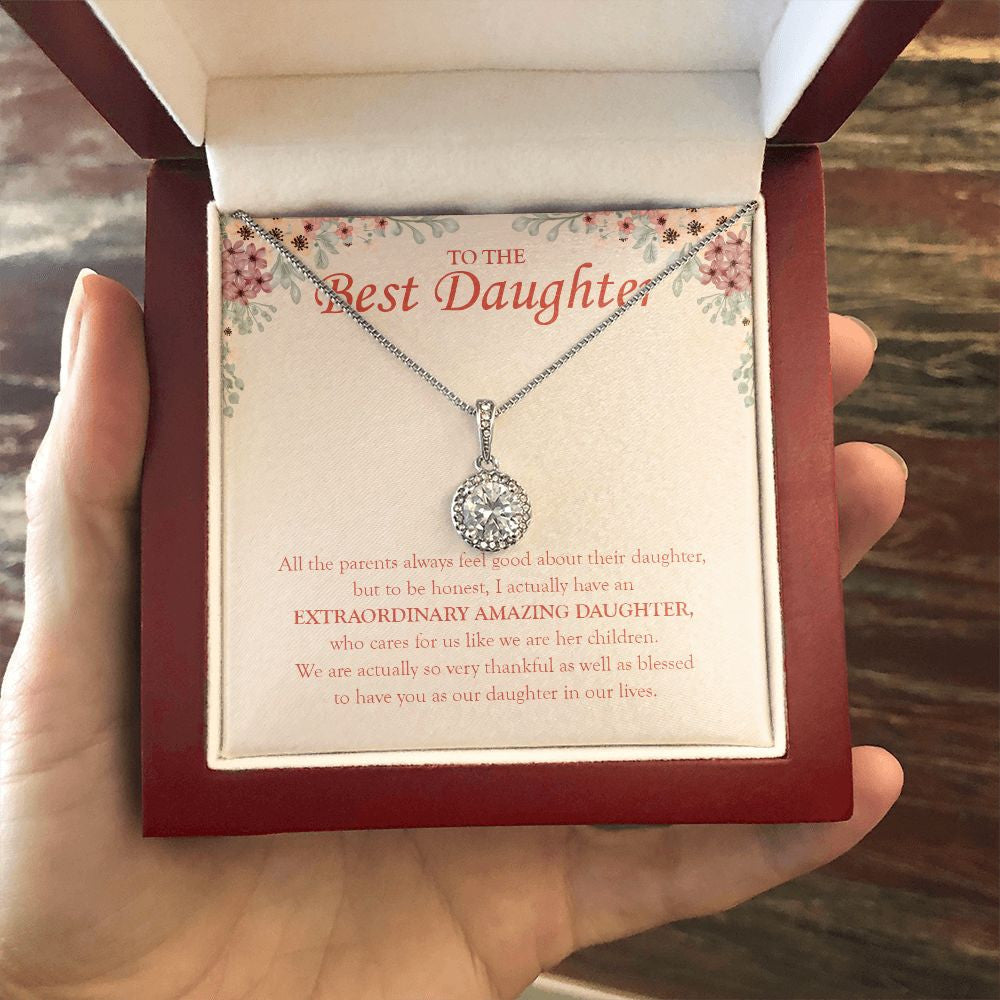 TO THE
Best Daughter
All the parents always feel good about their daughter,
but to be honest, I actually have an
EXTRAORDINARY AMAZING DAUGHTER,
who cares for us like we are her children.
We are actually so very thankful as well as blessed
to have you as our daughter in our lives.